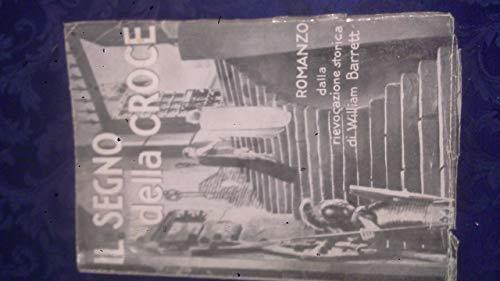 IL SEGNO
della CROCE
ROMANZO
dalla
rievocazione storica
di William Barrett